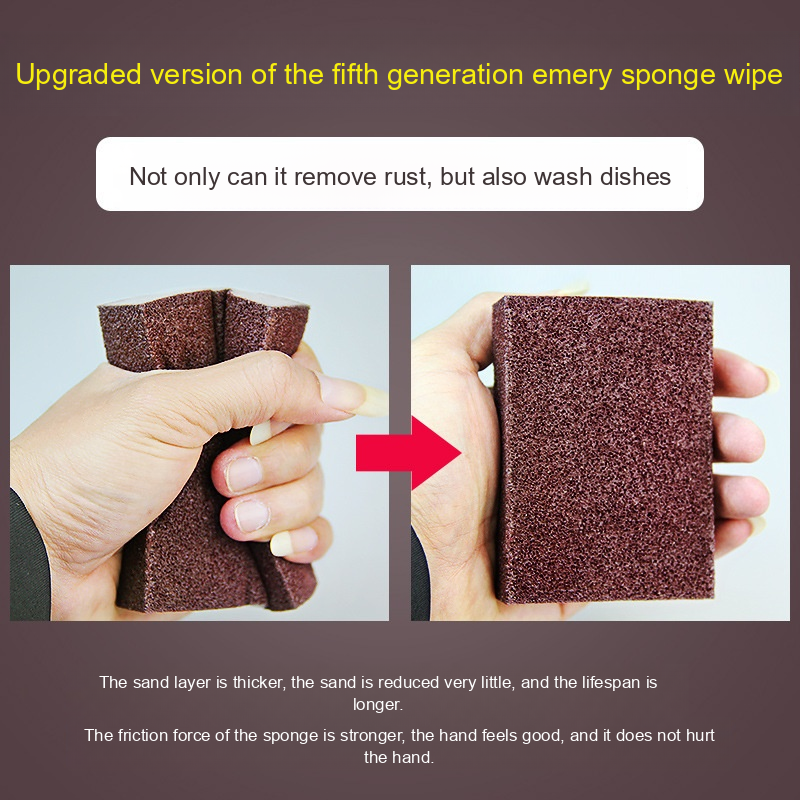 Upgraded version of the fifth generation emery sponge wipe
Not only can it remove rust, but also wash dishes
The sand layer is thicker, the sand is reduced very little, and the lifespan is
longer.
The friction force of the sponge is stronger, the hand feels good, and it does not hurt
the hand.